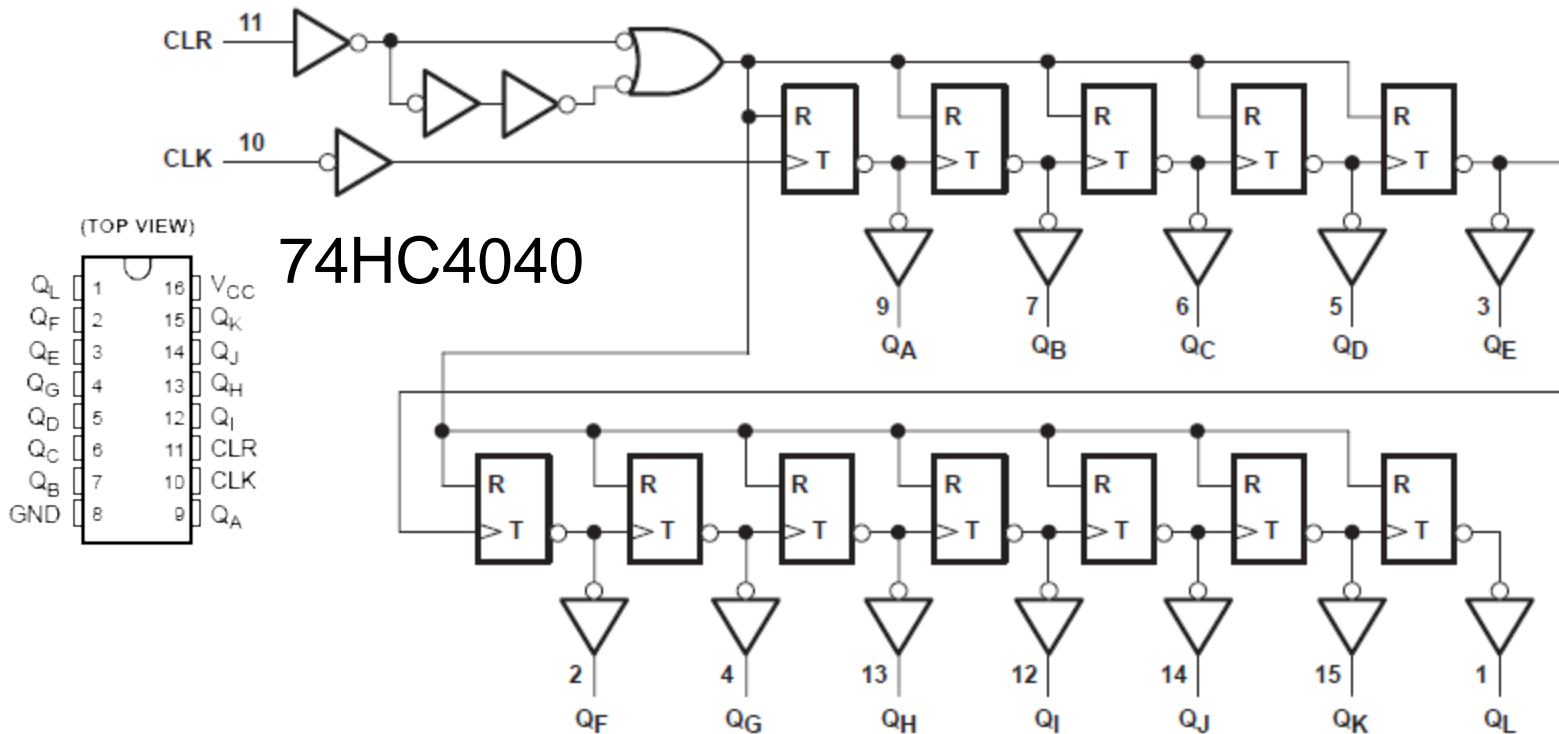 CLR 11
CLK 10
R R R R R
T T T T T
(TOP VIEW)
74HC4040
QL 1 16 VCC
QF 2 15 QK
QE 3 14 QJ
QG 4 13 QH
QD 5 12 QI
QC 6 11 CLR
QB 7 10 CLK
GND 8 9 QA
9 7 6 5 3
QA QB QC QD QE
R R R R R R R
T T T T T T T
2 4 13 12 14 15 1
QF QG QH QI QJ QK QL